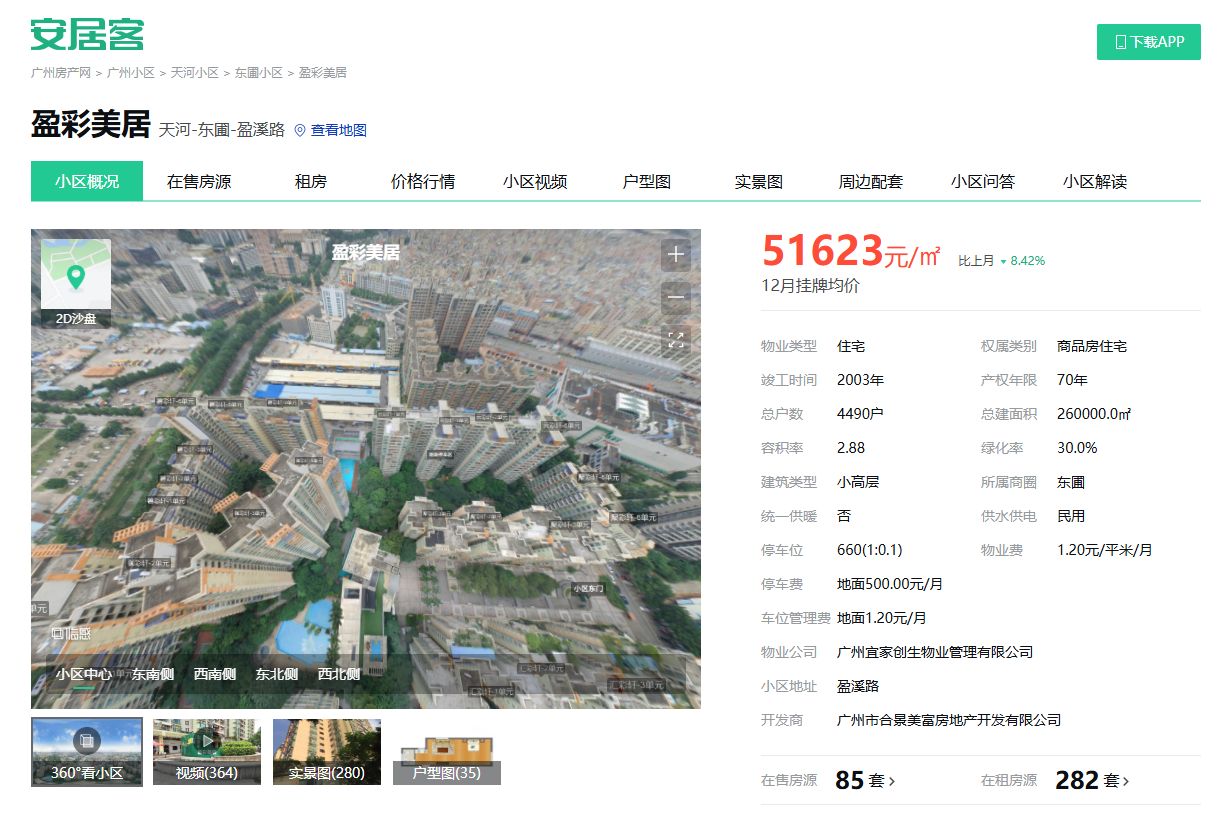 安居客
下载APP
广州房产网 > 广州小区 > 天河小区 > 东圃小区 > 盈彩美居
盈彩美居 天河-东圃-盈溪路 查看地图
小区概况 在售房源 租房 价格行情 小区视频 户型图 实景图 周边配套 小区问答 小区解读
盈彩美居
2D沙盘
小区东门
小区中心 东南侧 西南侧 东北侧 西北侧
360°看小区 视频(364) 实景图(280) 户型图(35)
51623元/㎡ 比上月 8.42%
12月挂牌均价
物业类型 住宅 权属类别 商品房住宅
竣工时间 2003年 产权年限 70年
总户数 4490户 总建面积 260000.0㎡
容积率 2.88 绿化率 30.0%
建筑类型 小高层 所属商圈 东圃
统一供暖 否 供水供电 民用
停车位 660(1:0.1) 物业费 1.20元/平米/月
停车费 地面500.00元/月
车位管理费 地面1.20元/月
物业公司 广州宜家创生物业管理有限公司
小区地址 盈溪路
开发商 广州市合景美富房地产开发有限公司
在售房源 85 套 > 在租房源 282 套 >